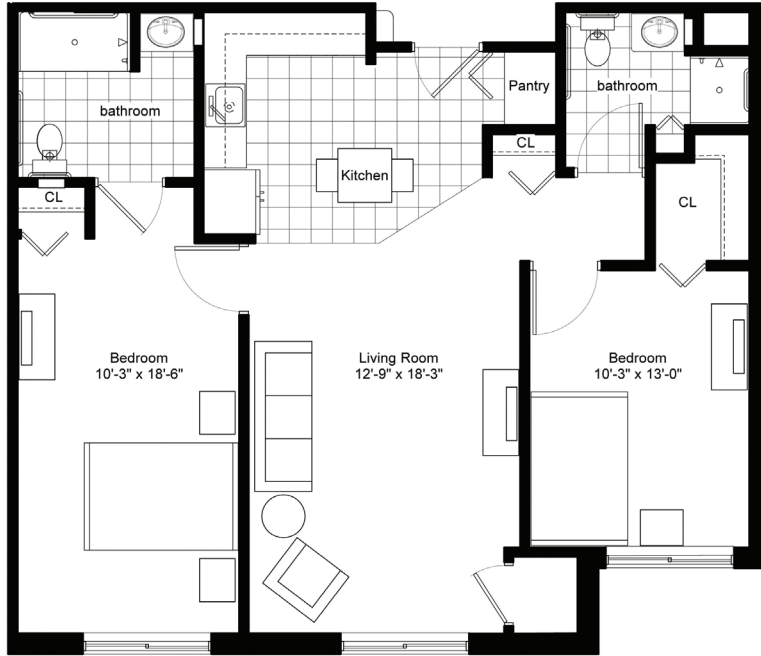 bathroom
Pantry
bathroom
CL
Kitchen
CL
CL
Bedroom
10'-3" x 18'-6"
Living Room
12'-9" x 18'-3"
Bedroom
10'-3" x 13'-0"